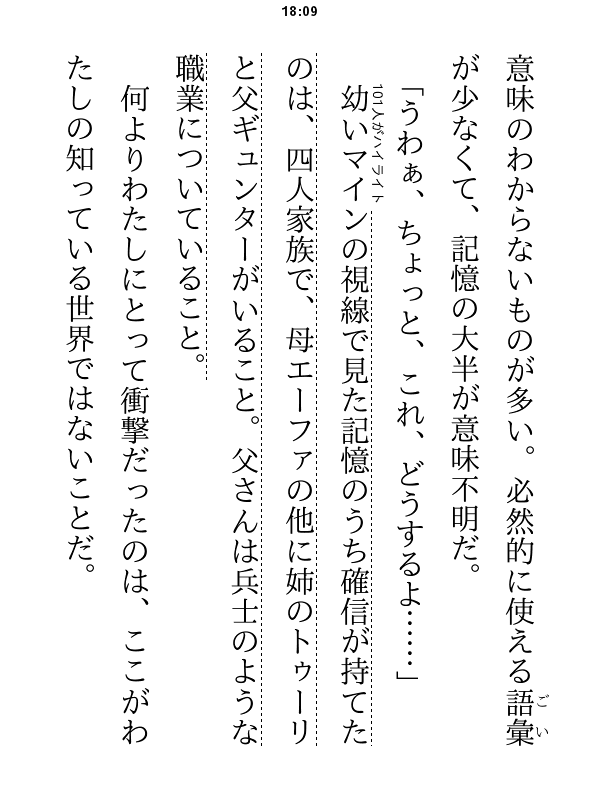 18:09
意味のわからないものが多い。必然的に使える語彙
ごい
が少なくて、記憶の大半が意味不明だ。
「うわぁ、ちょっと、これ、どうするよ……」
101人がハイライト
幼いマインの視線で見た記憶のうち確信が持てた
のは、四人家族で、母エーファの他に姉のトゥーリ
と父ギュンターがいること。父さんは兵士のような
職業についていること。
何よりわたしにとって衝撃だったのは、ここがわ
たしの知っている世界ではないことだ。